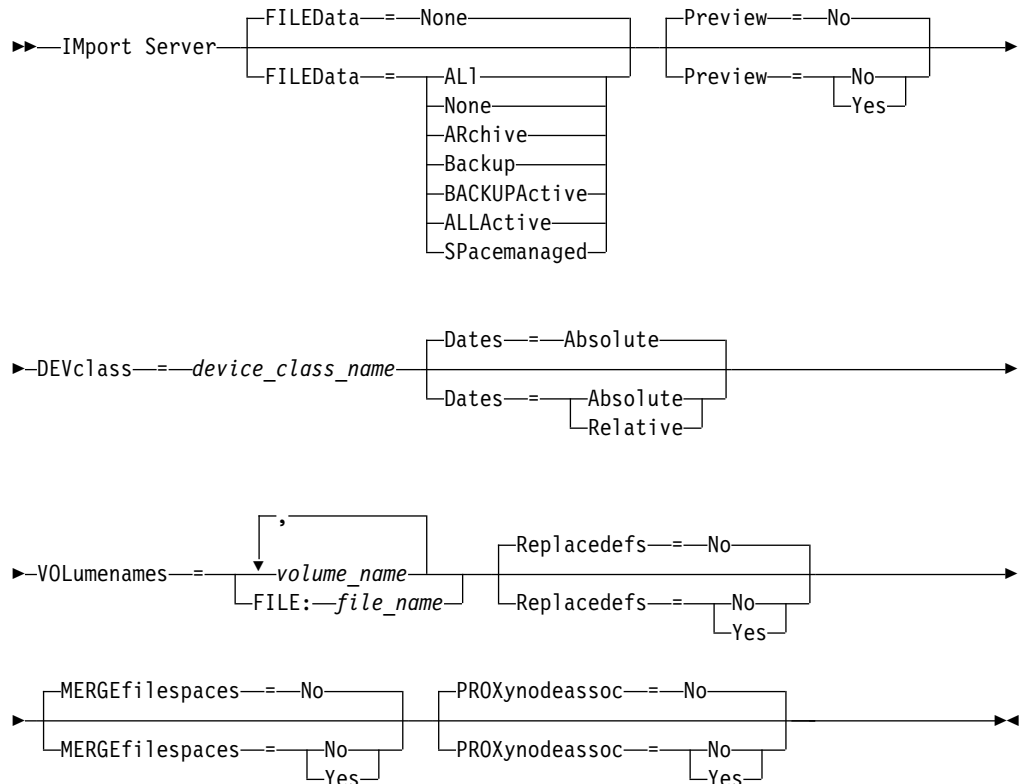 FILEData = None Preview = No
IMport Server
FILEData = ALl Preview = No
None Yes
ARchive
Backup
BACKUPActive
ALLActive
SPacemanaged
Dates = Absolute
DEVclass = device_class_name
Dates = Absolute
Relative
,
Replacedefs = No
VOLumenames = volume_name
FILE: file_name Replacedefs = No
Yes
MERGEfilespaces = No PROXynodeassoc = No
MERGEfilespaces = No PROXynodeassoc = No
Yes Yes